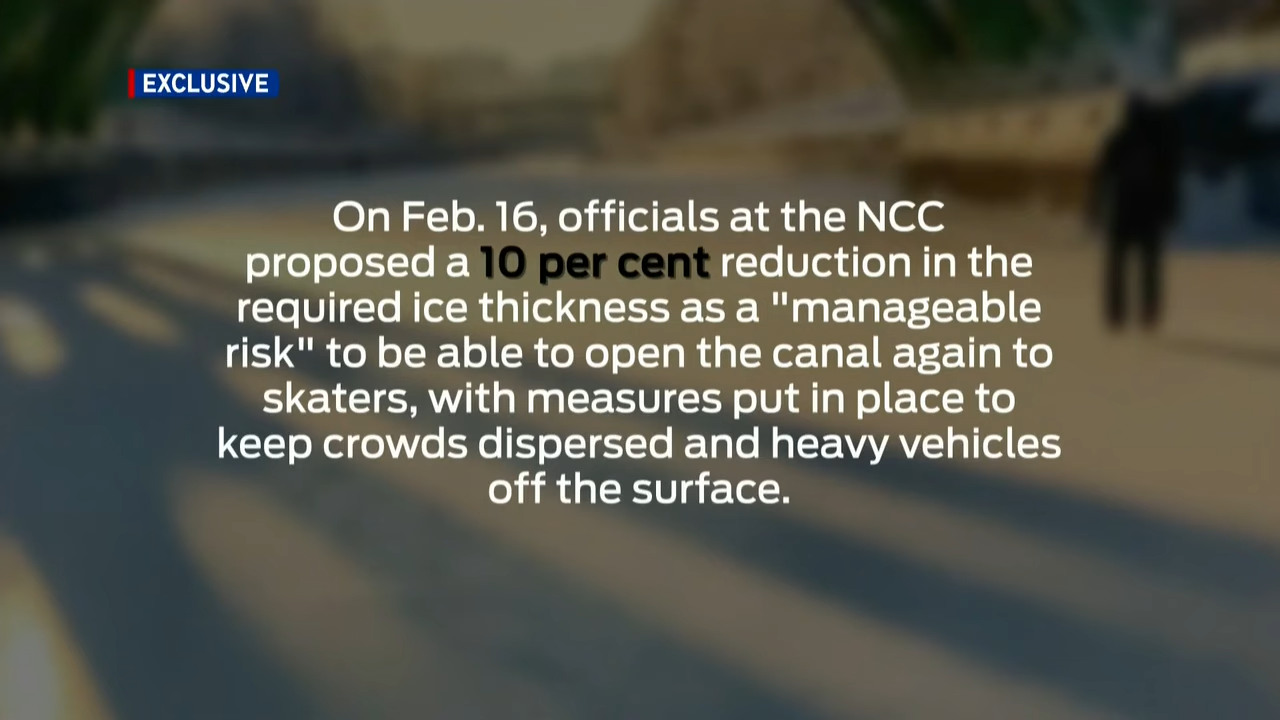 EXCLUSIVE
On Feb. 16, officials at the NCC
proposed a 10 per cent reduction in the
required ice thickness as a "manageable
risk" to be able to open the canal again to
skaters, with measures put in place to
keep crowds dispersed and heavy vehicles
off the surface.